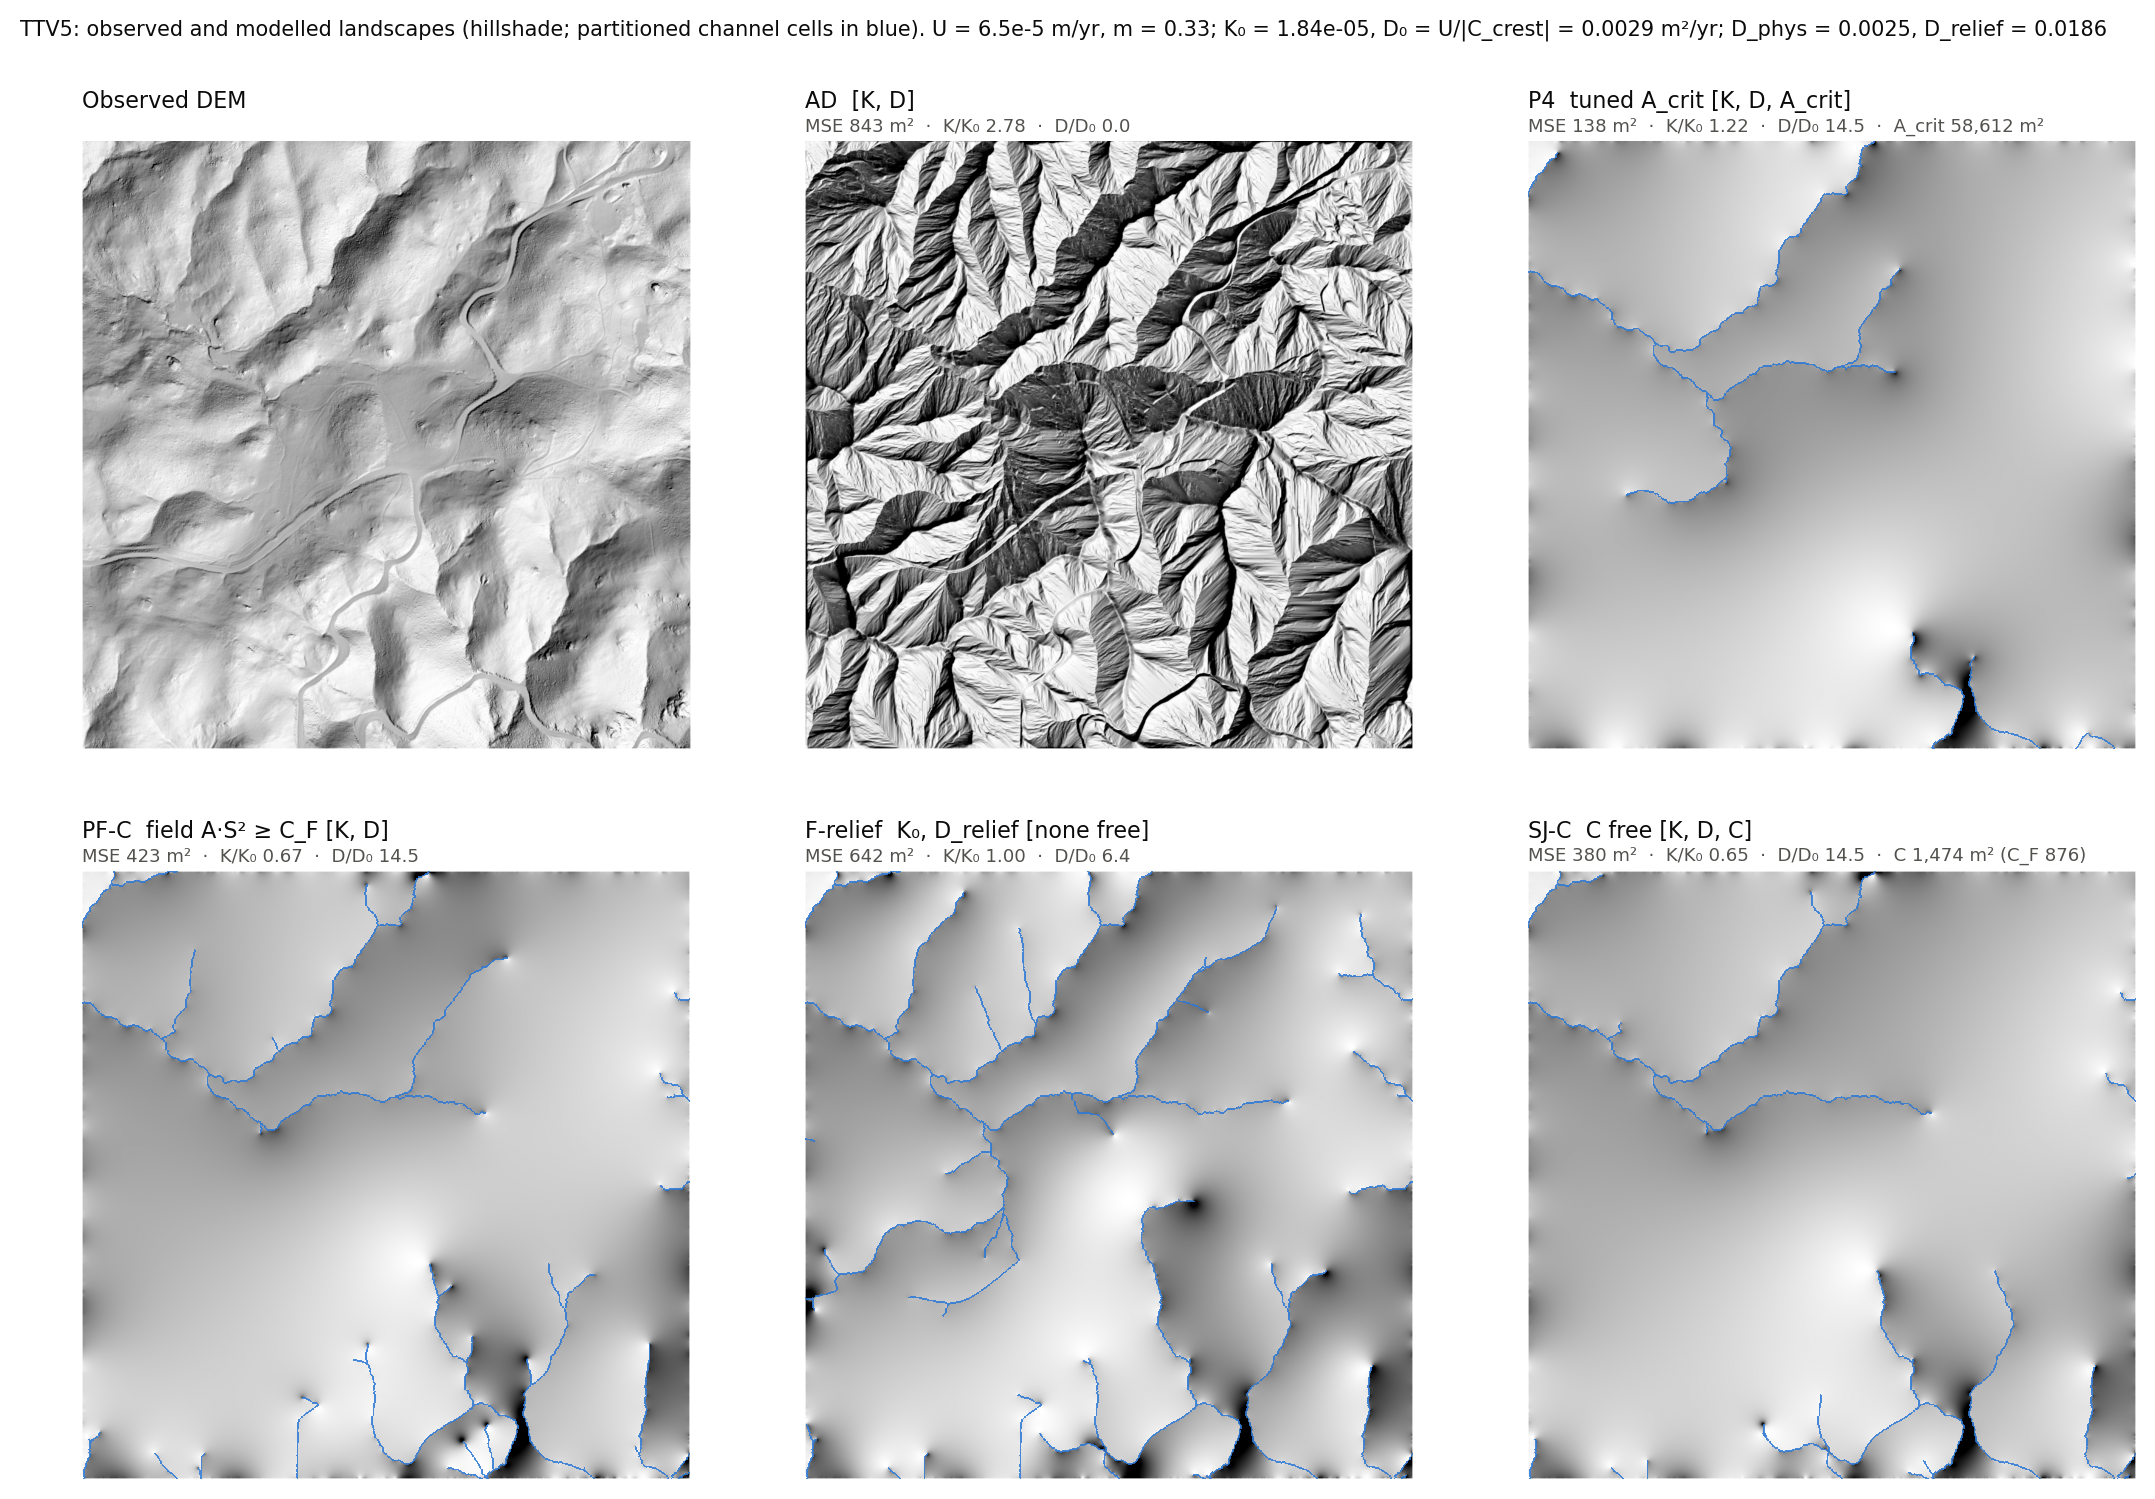 TTV5: observed and modelled landscapes (hillshade; partitioned channel cells in blue). U = 6.5e-5 m/yr, m = 0.33; K₀ = 1.84e-05, D₀ = U/|C_crest| = 0.0029 m²/yr; D_phys = 0.0025, D_relief = 0.0186
Observed DEM
AD  [K, D]
MSE 843 m²  ·  K/K₀ 2.78  ·  D/D₀ 0.0
P4  tuned A_crit [K, D, A_crit]
MSE 138 m²  ·  K/K₀ 1.22  ·  D/D₀ 14.5  ·  A_crit 58,612 m²
PF-C  field A·S² ≥ C_F [K, D]
MSE 423 m²  ·  K/K₀ 0.67  ·  D/D₀ 14.5
F-relief  K₀, D_relief [none free]
MSE 642 m²  ·  K/K₀ 1.00  ·  D/D₀ 6.4
SJ-C  C free [K, D, C]
MSE 380 m²  ·  K/K₀ 0.65  ·  D/D₀ 14.5  ·  C 1,474 m² (C_F 876)